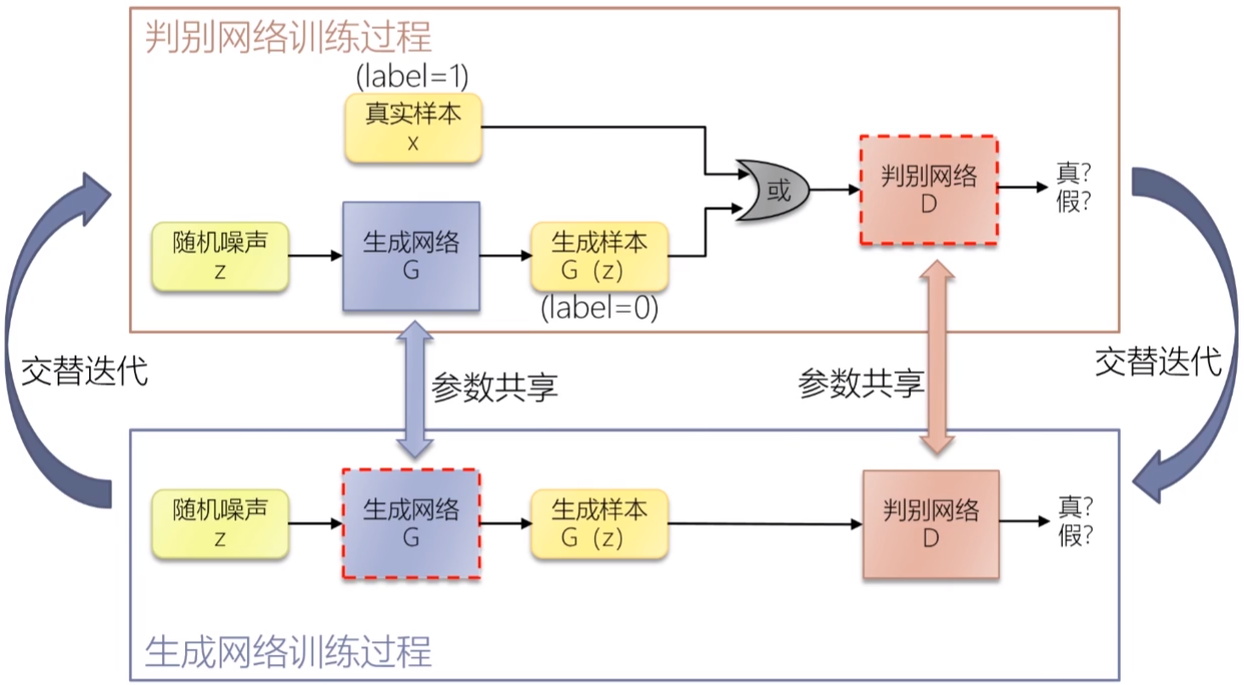 判别网络训练过程
(label=1)
真实样本
x
或
判别网络
D
真?
假?
随机噪声
z
生成网络
G
生成样本
G（z）
(label=0)
交替迭代
参数共享
参数共享
交替迭代
随机噪声
z
生成网络
G
生成样本
G（z）
判别网络
D
真?
假?
生成网络训练过程